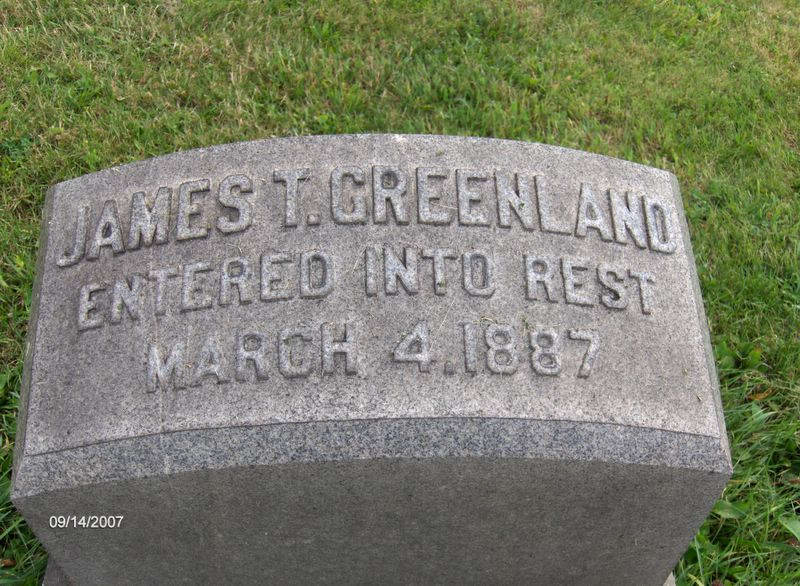 JAMES T. GREENLAND
ENTERED INTO REST
MARCH 4. 1887
09/14/2007